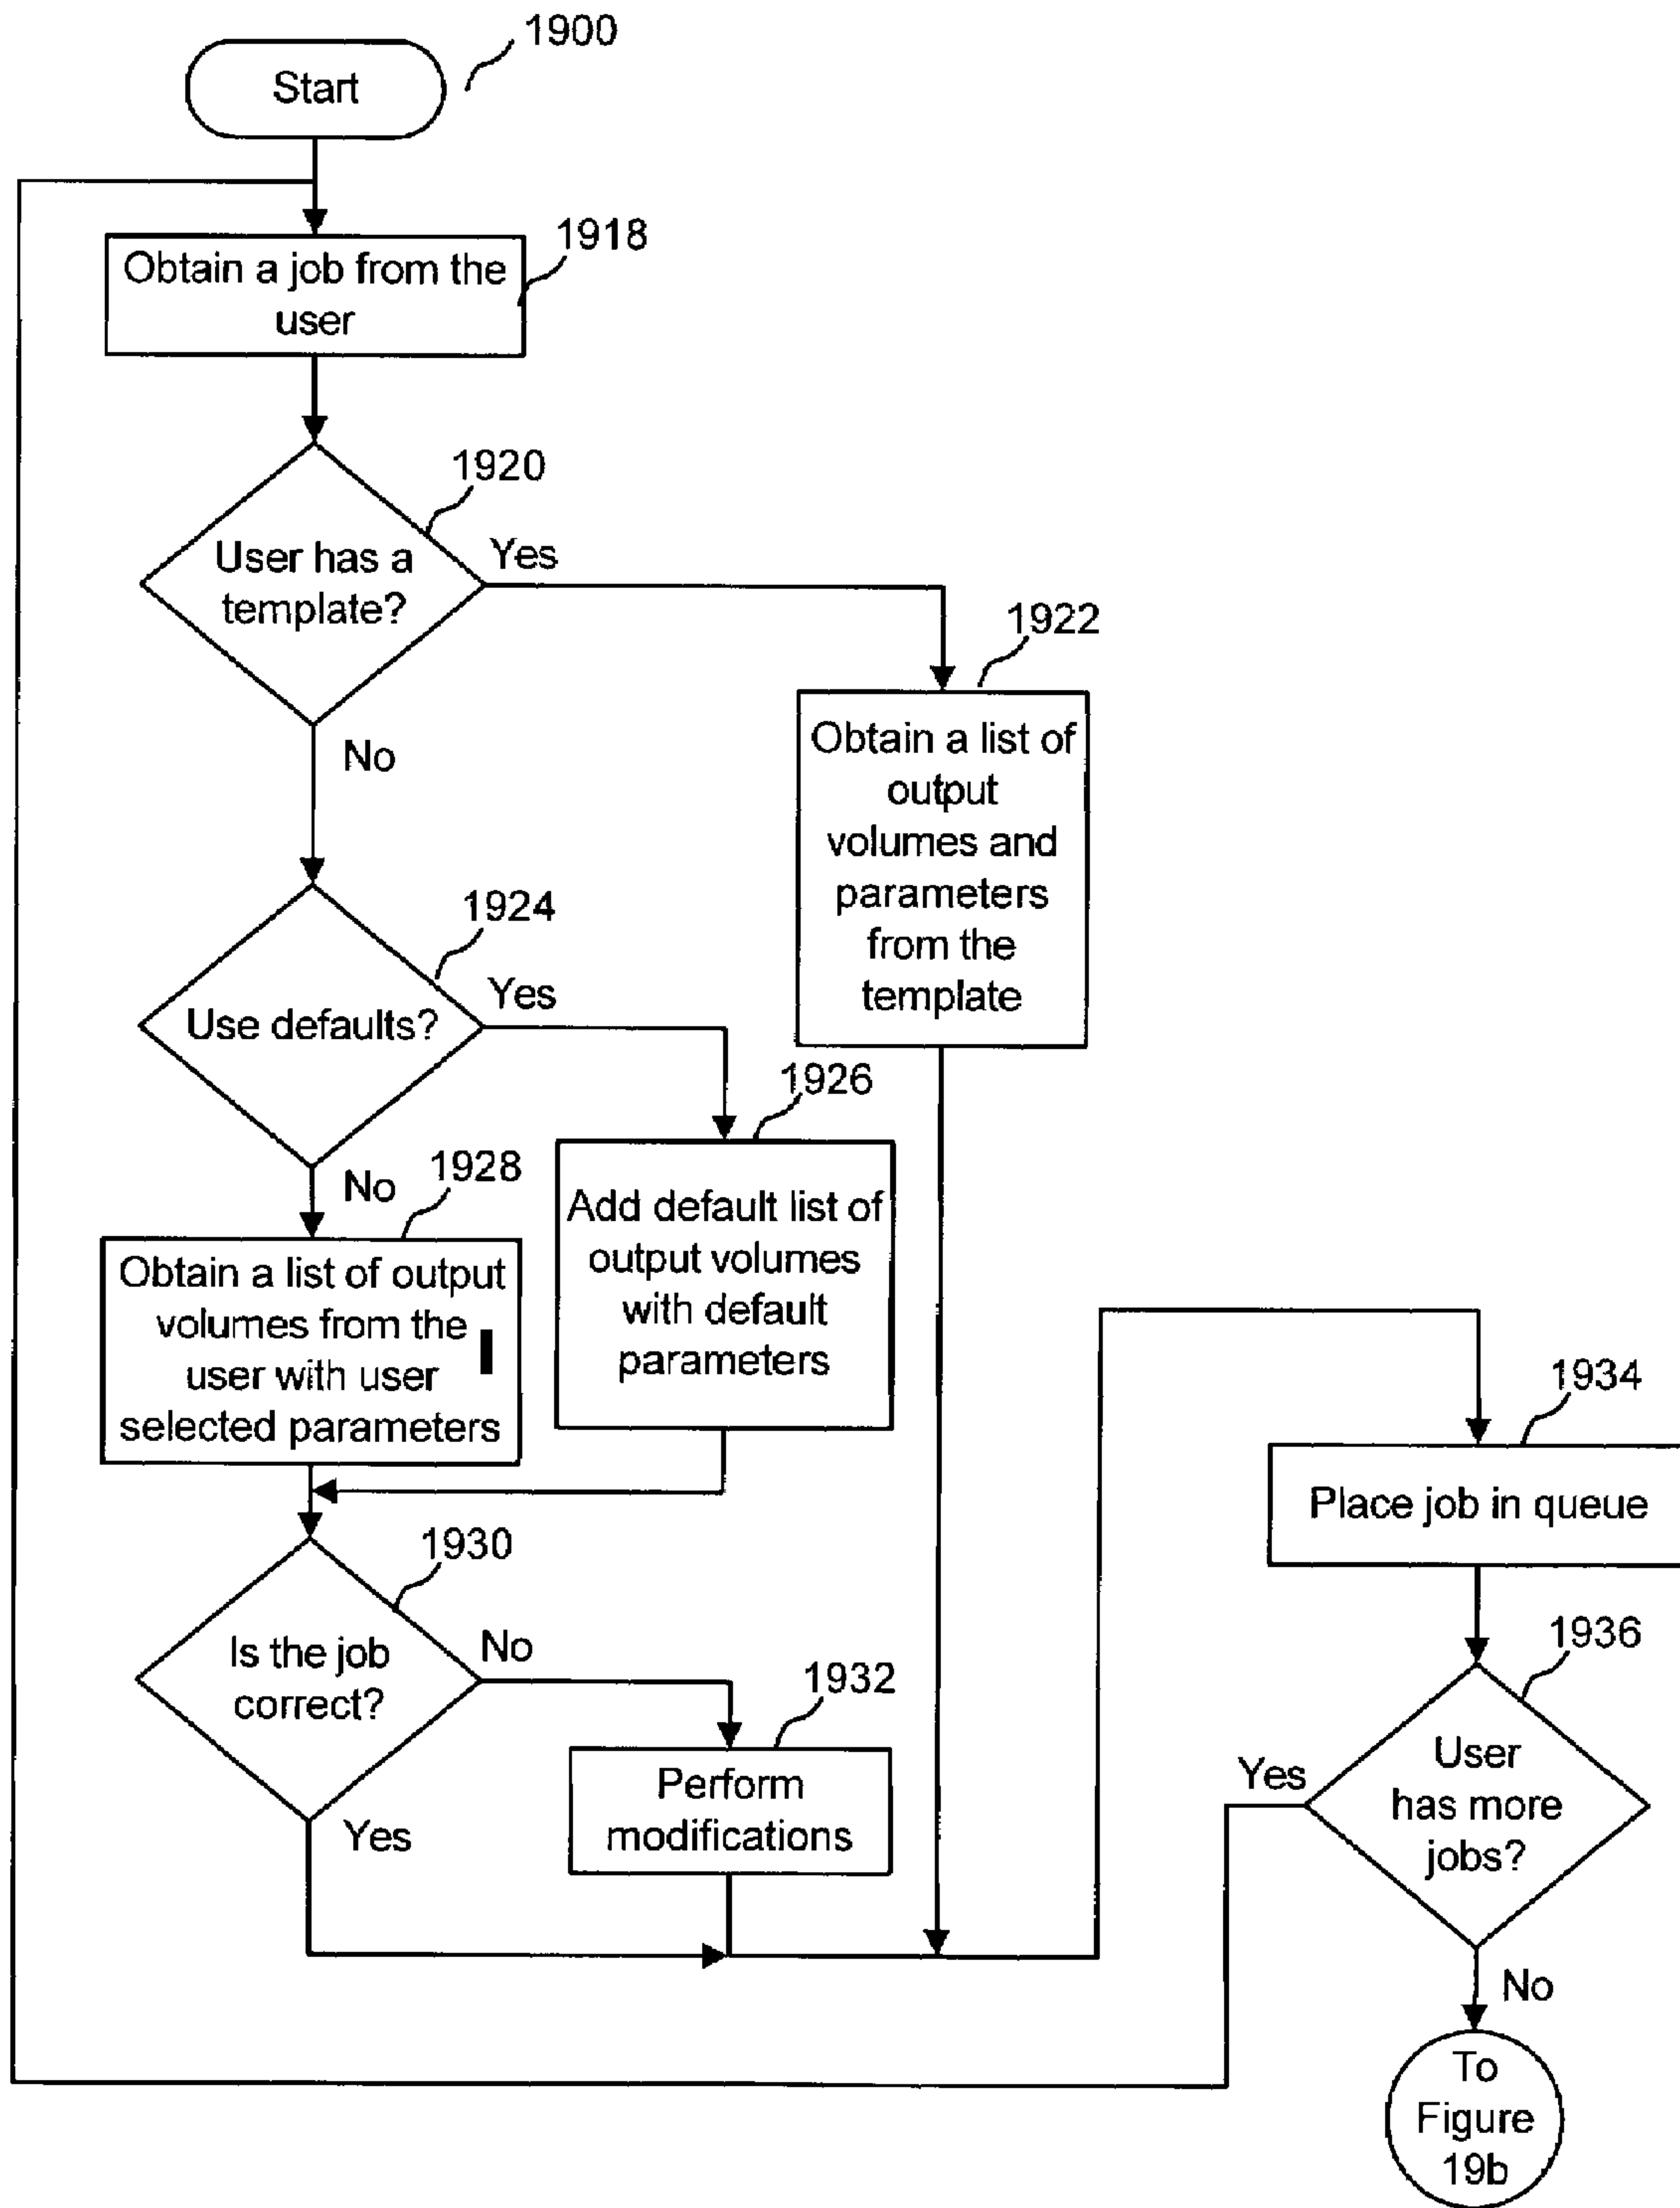 1900
Start
1918
Obtain a job from the
user
1920
User has a
template?
Yes
No
1922
Obtain a list of
output
volumes and
parameters
from the
template
1924
Use defaults?
Yes
No
1926
Add default list of
output volumes
with default
parameters
1928
Obtain a list of output
volumes from the
user with user
selected parameters
1930
Is the job
correct?
No
Yes
1932
Perform
modifications
1934
Place job in queue
1936
User
has more
jobs?
Yes
No
To
Figure
19b